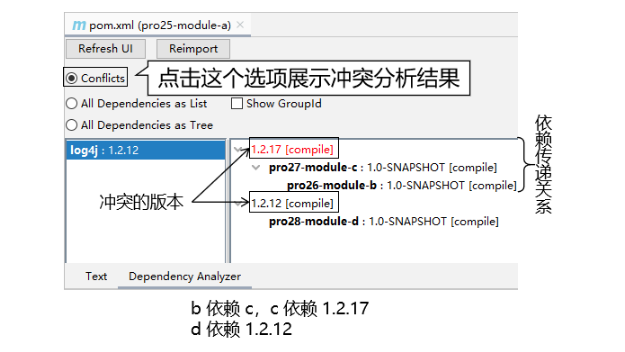 m pom.xml (pro25-module-a) ×
Refresh UI Reimport
Conflicts
点击这个选项展示冲突分析结果
All Dependencies as List Show GroupId
All Dependencies as Tree
log4j : 1.2.12
1.2.17 [compile]
pro27-module-c : 1.0-SNAPSHOT [compile]
pro26-module-b : 1.0-SNAPSHOT [compile]
1.2.12 [compile]
pro28-module-d : 1.0-SNAPSHOT [compile]
冲突的版本
依赖传递关系
Text Dependency Analyzer
b 依赖 c，c 依赖 1.2.17
d 依赖 1.2.12